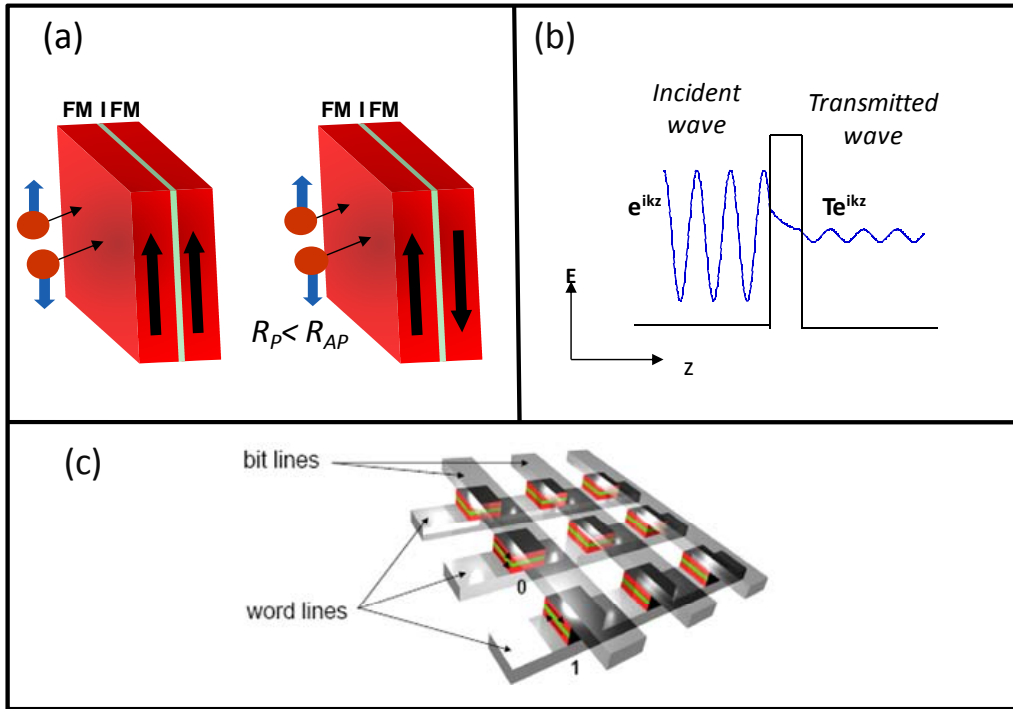 (a)
FM I FM
FM I FM
R_P < R_AP
(b)
Incident wave
Transmitted wave
e^ikz
Te^ikz
E
z
(c)
bit lines
word lines
0
1